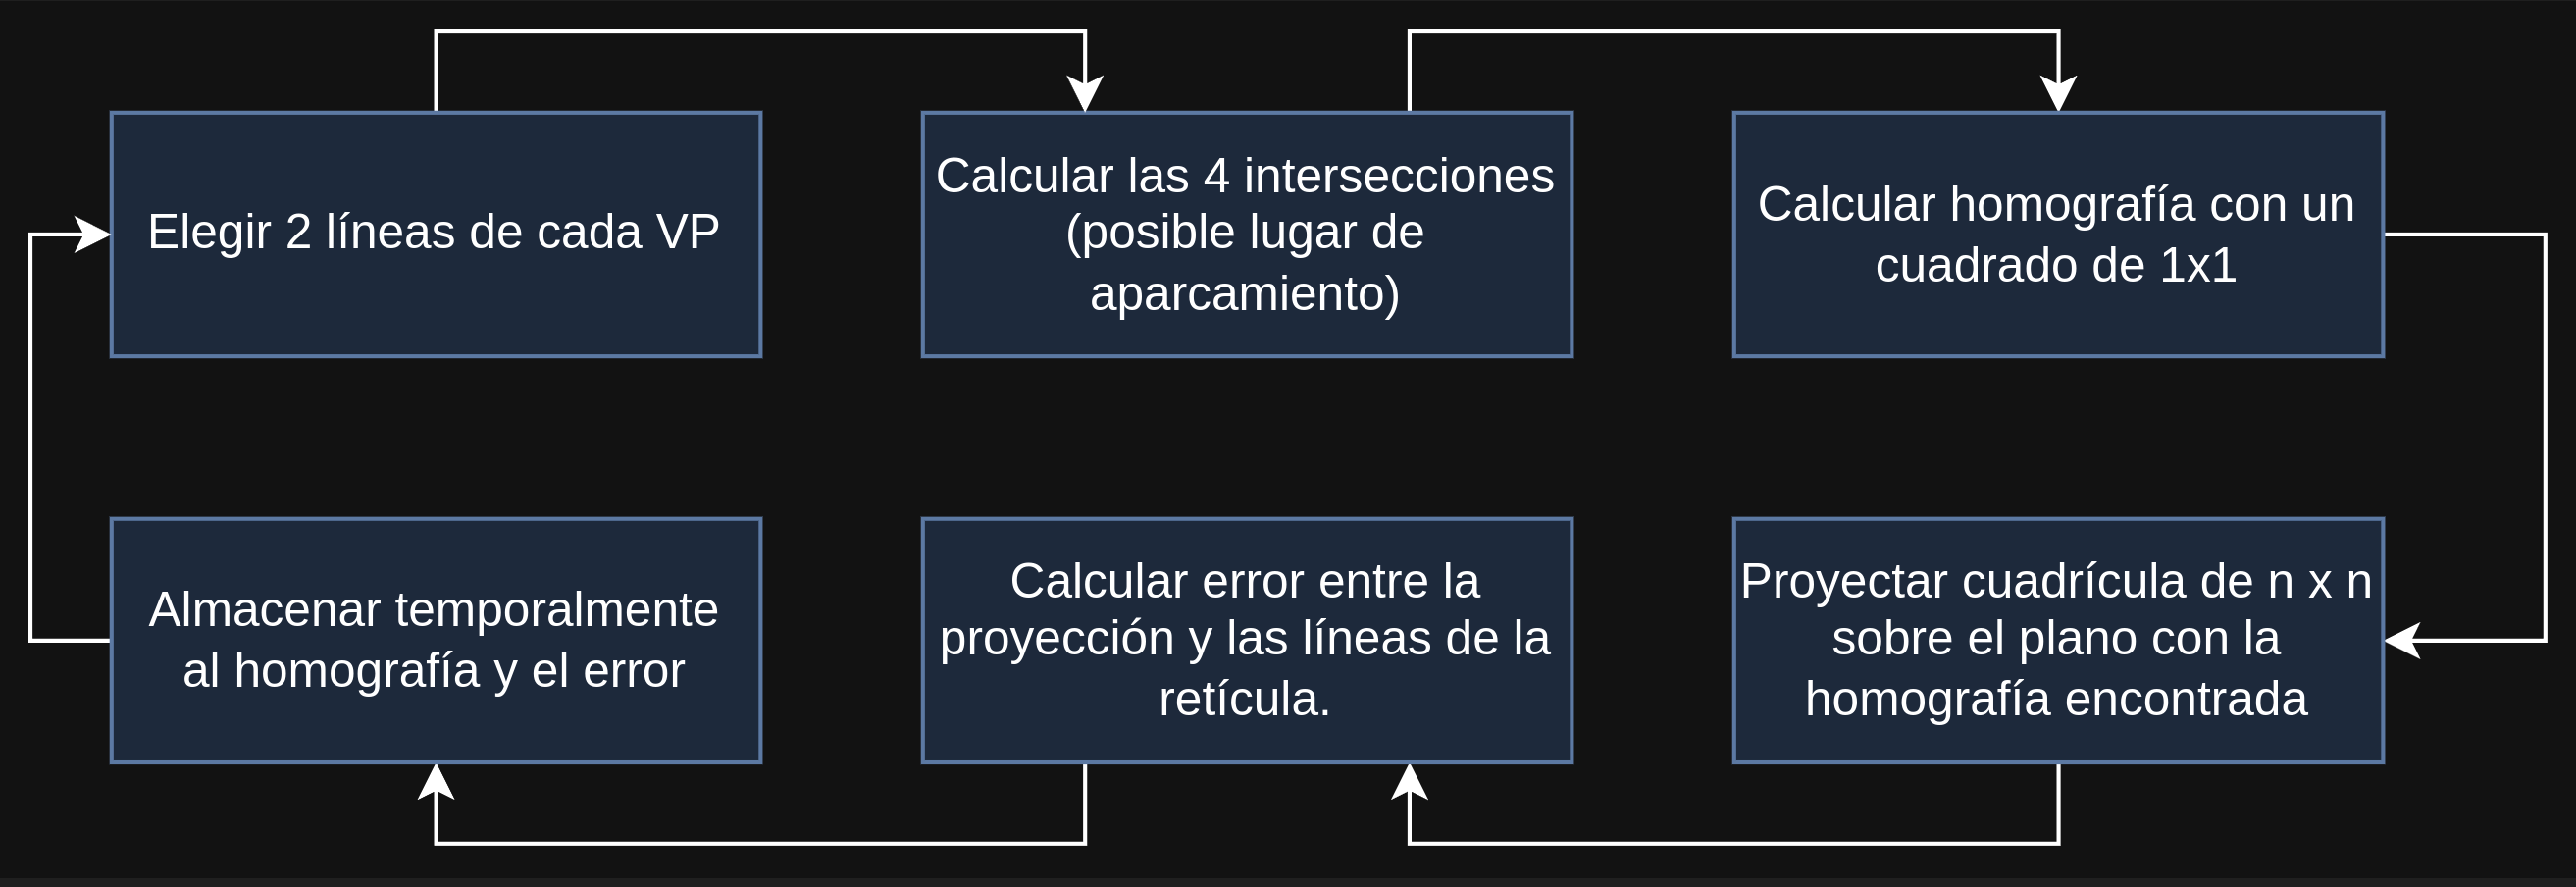 Elegir 2 líneas de cada VP
Calcular las 4 intersecciones
(posible lugar de
aparcamiento)
Calcular homografía con un
cuadrado de 1x1
Proyectar cuadrícula de n x n
sobre el plano con la
homografía encontrada
Calcular error entre la
proyección y las líneas de la
retícula.
Almacenar temporalmente
al homografía y el error